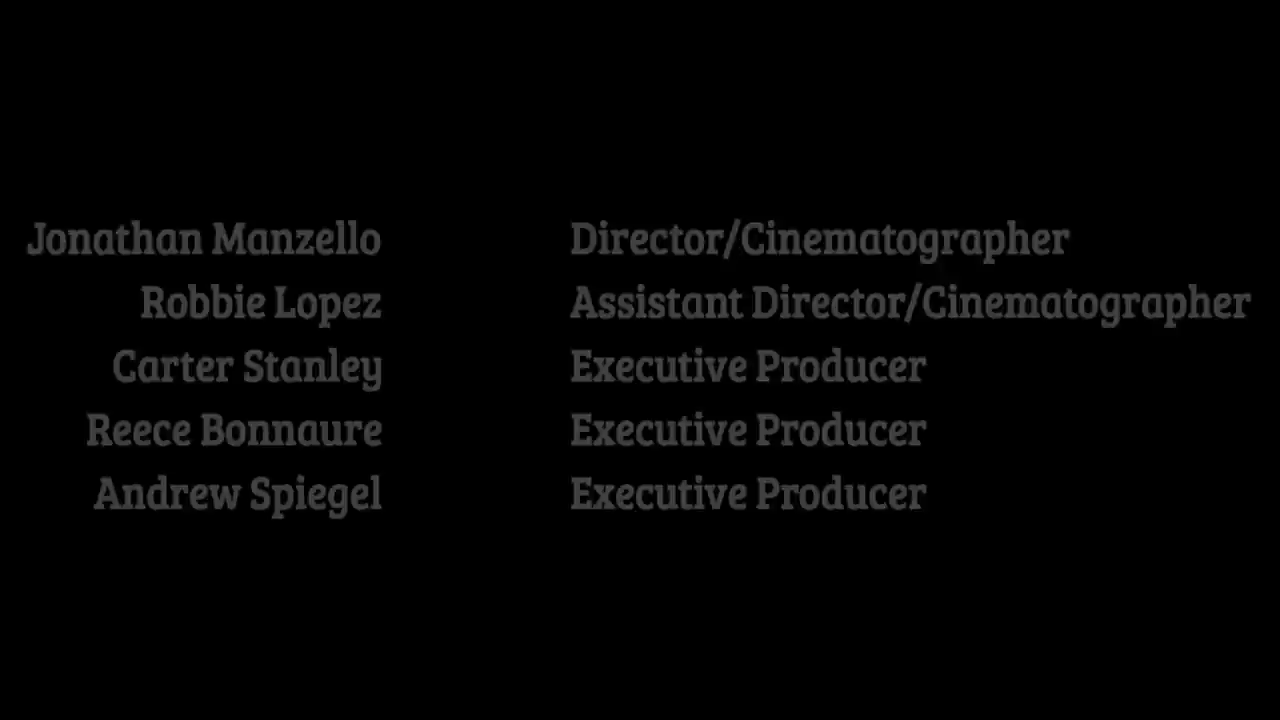 Jonathan Manzello Director/Cinematographer
Robbie Lopez Assistant Director/Cinematographer
Carter Stanley Executive Producer
Reece Bonnaure Executive Producer
Andrew Spiegel Executive Producer